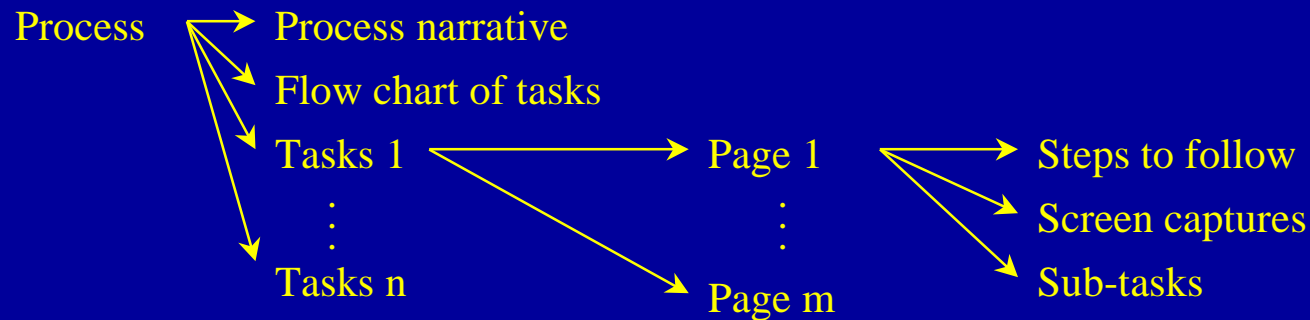 Process
Process narrative
Flow chart of tasks
Tasks 1
Page 1
Steps to follow
Screen captures
Sub-tasks
Tasks n
Page m